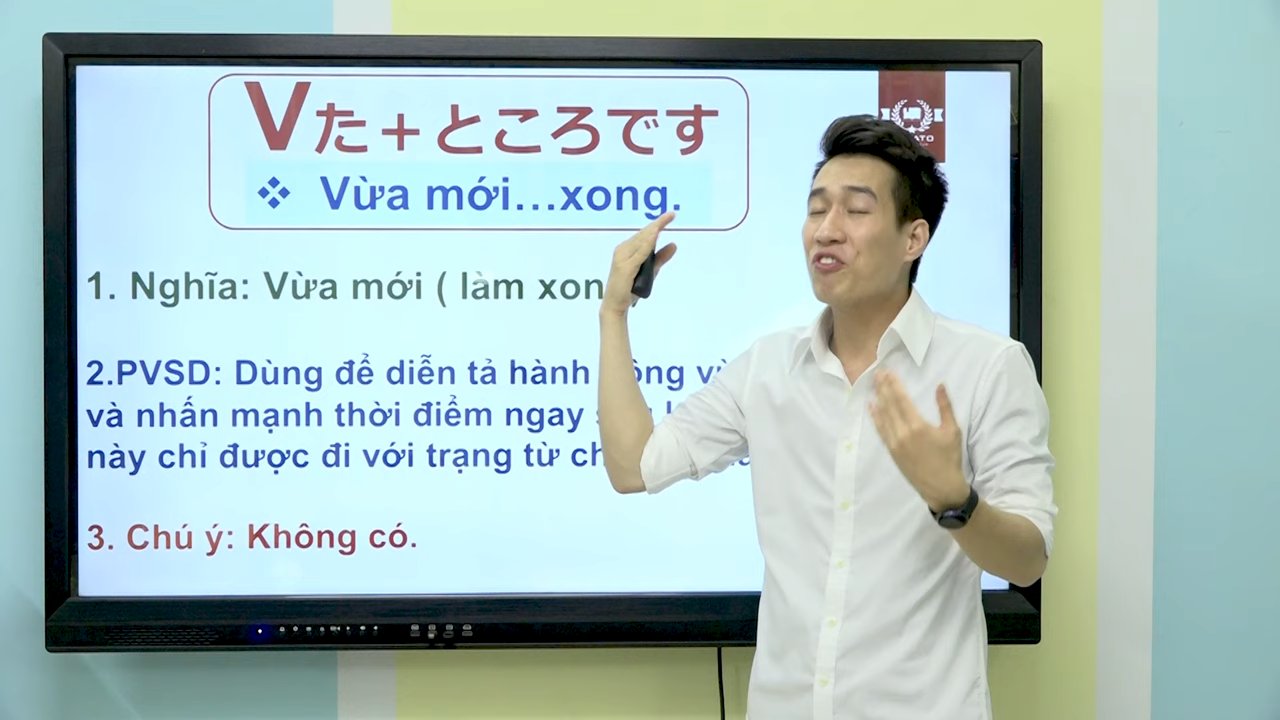 Vた+ところです
❖ Vừa mới...xong.
1. Nghĩa: Vừa mới ( làm xon
2.PVSD: Dùng để diễn tả hành
và nhấn mạnh thời điểm ngay
này chỉ được đi với trạng từ
3. Chú ý: Không có.